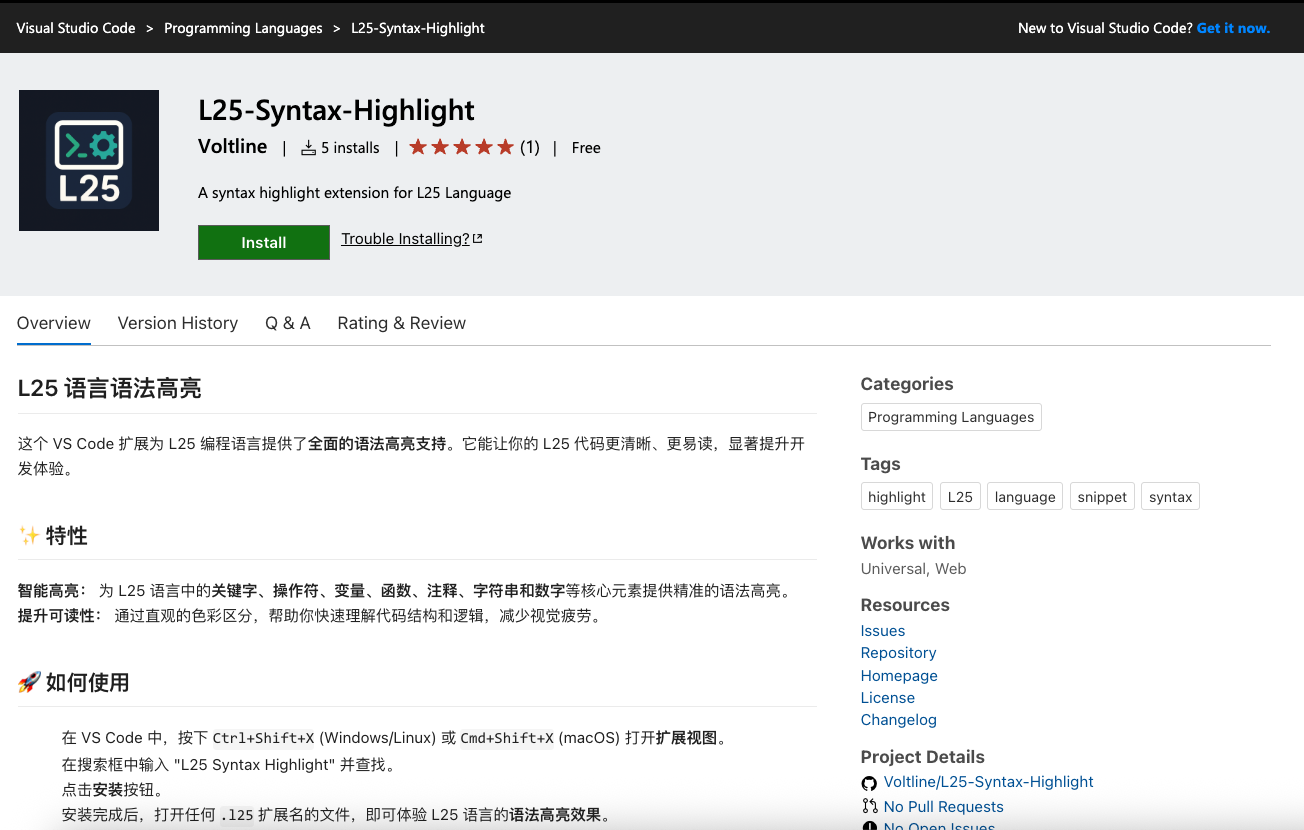 Visual Studio Code > Programming Languages > L25-Syntax-Highlight
New to Visual Studio Code? Get it now.
L25
L25-Syntax-Highlight
Voltline | 5 installs | (1) | Free
A syntax highlight extension for L25 Language
Install
Trouble Installing?
Overview
Version History
Q & A
Rating & Review
L25 语言语法高亮
这个 VS Code 扩展为 L25 编程语言提供了全面的语法高亮支持。它能让你的 L25 代码更清晰、更易读，显著提升开
发体验。
✨ 特性
智能高亮： 为 L25 语言中的关键字、操作符、变量、函数、注释、字符串和数字等核心元素提供精准的语法高亮。
提升可读性： 通过直观的色彩区分，帮助你快速理解代码结构和逻辑，减少视觉疲劳。
🚀 如何使用
在 VS Code 中，按下 Ctrl+Shift+X (Windows/Linux) 或 Cmd+Shift+X (macOS) 打开扩展视图。
在搜索框中输入 "L25 Syntax Highlight" 并查找。
点击安装按钮。
安装完成后，打开任何 .l25 扩展名的文件，即可体验 L25 语言的语法高亮效果。
Categories
Programming Languages
Tags
highlight
L25
language
snippet
syntax
Works with
Universal, Web
Resources
Issues
Repository
Homepage
License
Changelog
Project Details
Voltline/L25-Syntax-Highlight
No Pull Requests
No Open Issues